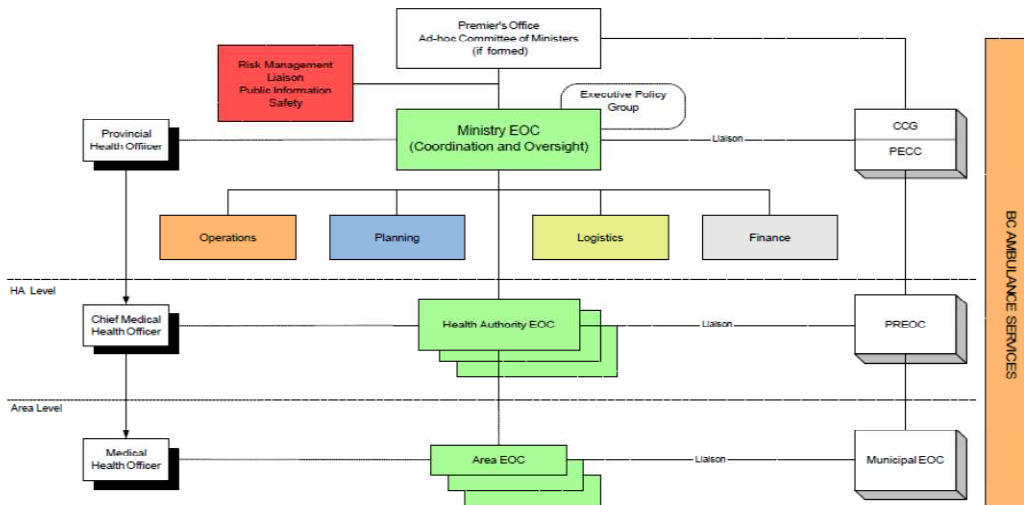 Premier's Office
Ad-hoc Committee of Ministers
(if formed)
Risk Management
Liaison
Public Information
Safety
Executive Policy
Group
Provincial
Health Officer
Ministry EOC
(Coordination and Oversight)
Liaison
CCG
PECC
Operations
Planning
Logistics
Finance
HA Level
Chief Medical
Health Officer
Health Authority EOC
Liaison
PREOC
Area Level
Medical
Health Officer
Area EOC
Liaison
Municipal EOC
BC AMBULANCE SERVICES